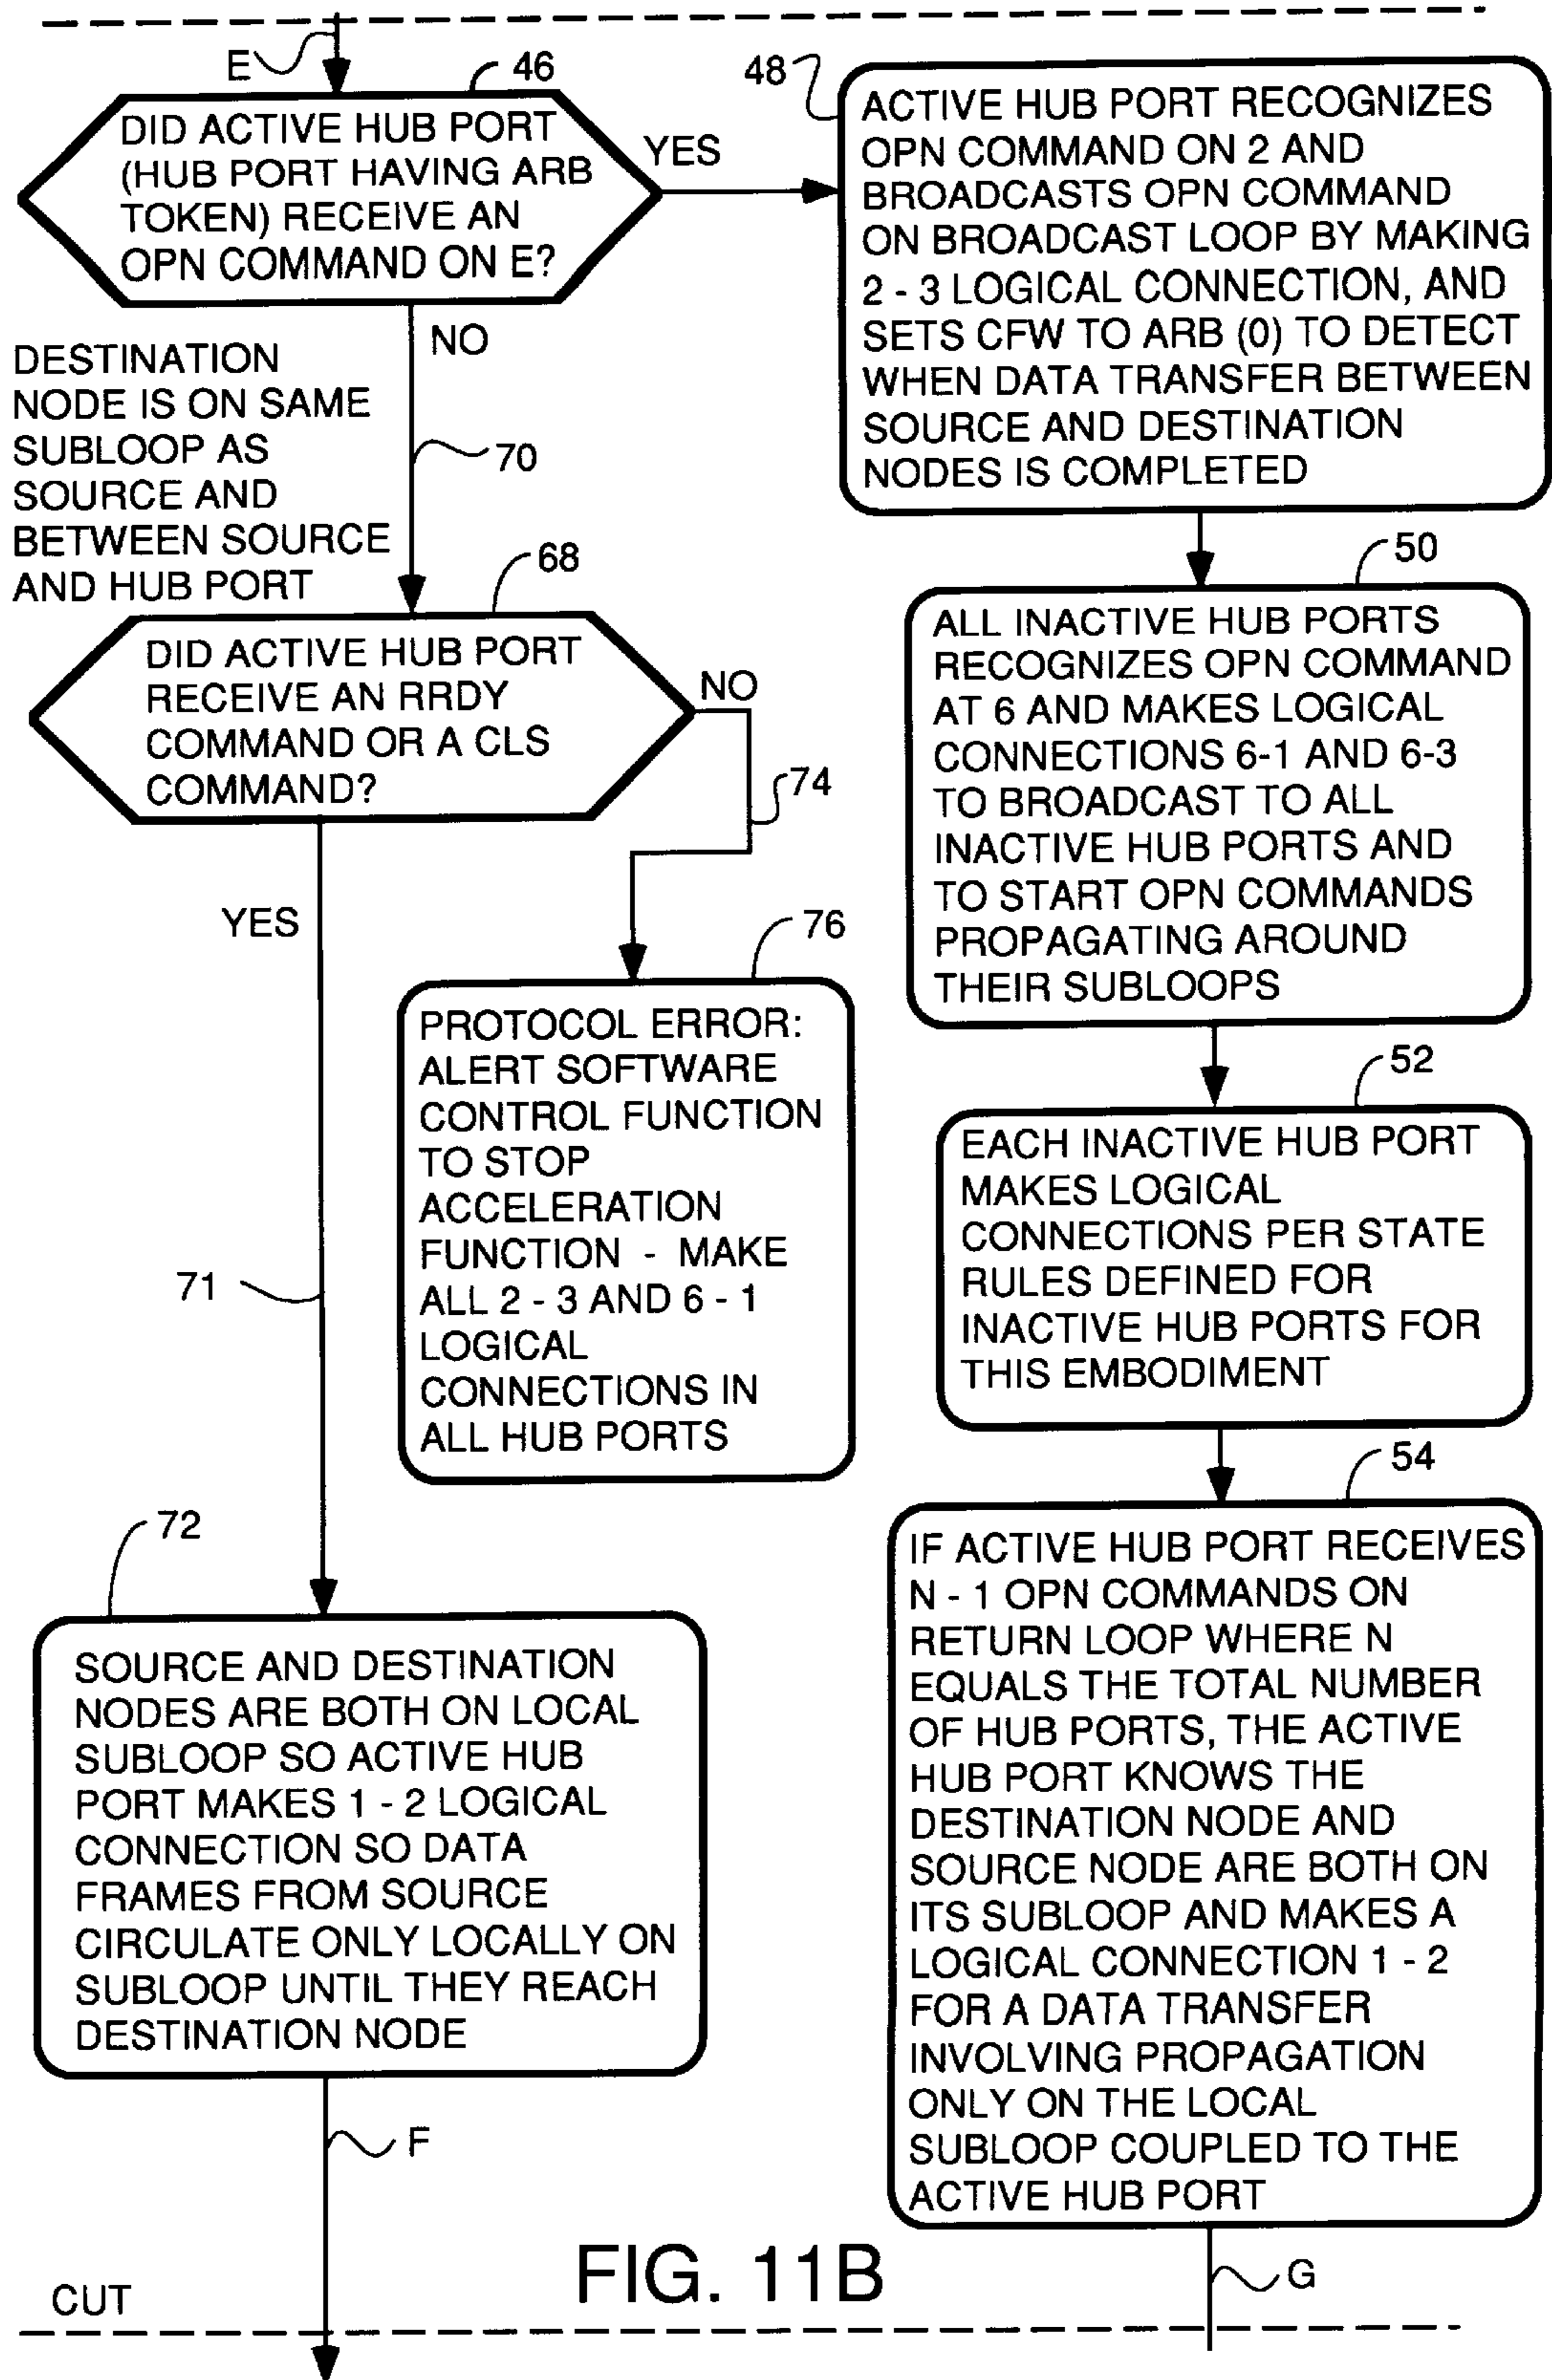 E
46
DID ACTIVE HUB PORT
(HUB PORT HAVING ARB
TOKEN) RECEIVE AN
OPN COMMAND ON E?
YES
48
ACTIVE HUB PORT RECOGNIZES
OPN COMMAND ON 2 AND
BROADCASTS OPN COMMAND
ON BROADCAST LOOP BY MAKING
2 - 3 LOGICAL CONNECTION, AND
SETS CFW TO ARB (0) TO DETECT
WHEN DATA TRANSFER BETWEEN
SOURCE AND DESTINATION
NODES IS COMPLETED
NO
DESTINATION
NODE IS ON SAME
SUBLOOP AS
SOURCE AND
BETWEEN SOURCE
AND HUB PORT
70
68
DID ACTIVE HUB PORT
RECEIVE AN RRDY
COMMAND OR A CLS
COMMAND?
NO
74
50
ALL INACTIVE HUB PORTS
RECOGNIZES OPN COMMAND
AT 6 AND MAKES LOGICAL
CONNECTIONS 6-1 AND 6-3
TO BROADCAST TO ALL
INACTIVE HUB PORTS AND
TO START OPN COMMANDS
PROPAGATING AROUND
THEIR SUBLOOPS
YES
76
PROTOCOL ERROR:
ALERT SOFTWARE
CONTROL FUNCTION
TO STOP
ACCELERATION
FUNCTION - MAKE
ALL 2 - 3 AND 6 - 1
LOGICAL
CONNECTIONS IN
ALL HUB PORTS
52
EACH INACTIVE HUB PORT
MAKES LOGICAL
CONNECTIONS PER STATE
RULES DEFINED FOR
INACTIVE HUB PORTS FOR
THIS EMBODIMENT
71
54
IF ACTIVE HUB PORT RECEIVES
N - 1 OPN COMMANDS ON
RETURN LOOP WHERE N
EQUALS THE TOTAL NUMBER
OF HUB PORTS, THE ACTIVE
HUB PORT KNOWS THE
DESTINATION NODE AND
SOURCE NODE ARE BOTH ON
ITS SUBLOOP AND MAKES A
LOGICAL CONNECTION 1 - 2
FOR A DATA TRANSFER
INVOLVING PROPAGATION
ONLY ON THE LOCAL
SUBLOOP COUPLED TO THE
ACTIVE HUB PORT
72
SOURCE AND DESTINATION
NODES ARE BOTH ON LOCAL
SUBLOOP SO ACTIVE HUB
PORT MAKES 1 - 2 LOGICAL
CONNECTION SO DATA
FRAMES FROM SOURCE
CIRCULATE ONLY LOCALLY ON
SUBLOOP UNTIL THEY REACH
DESTINATION NODE
F
G
FIG. 11B
CUT